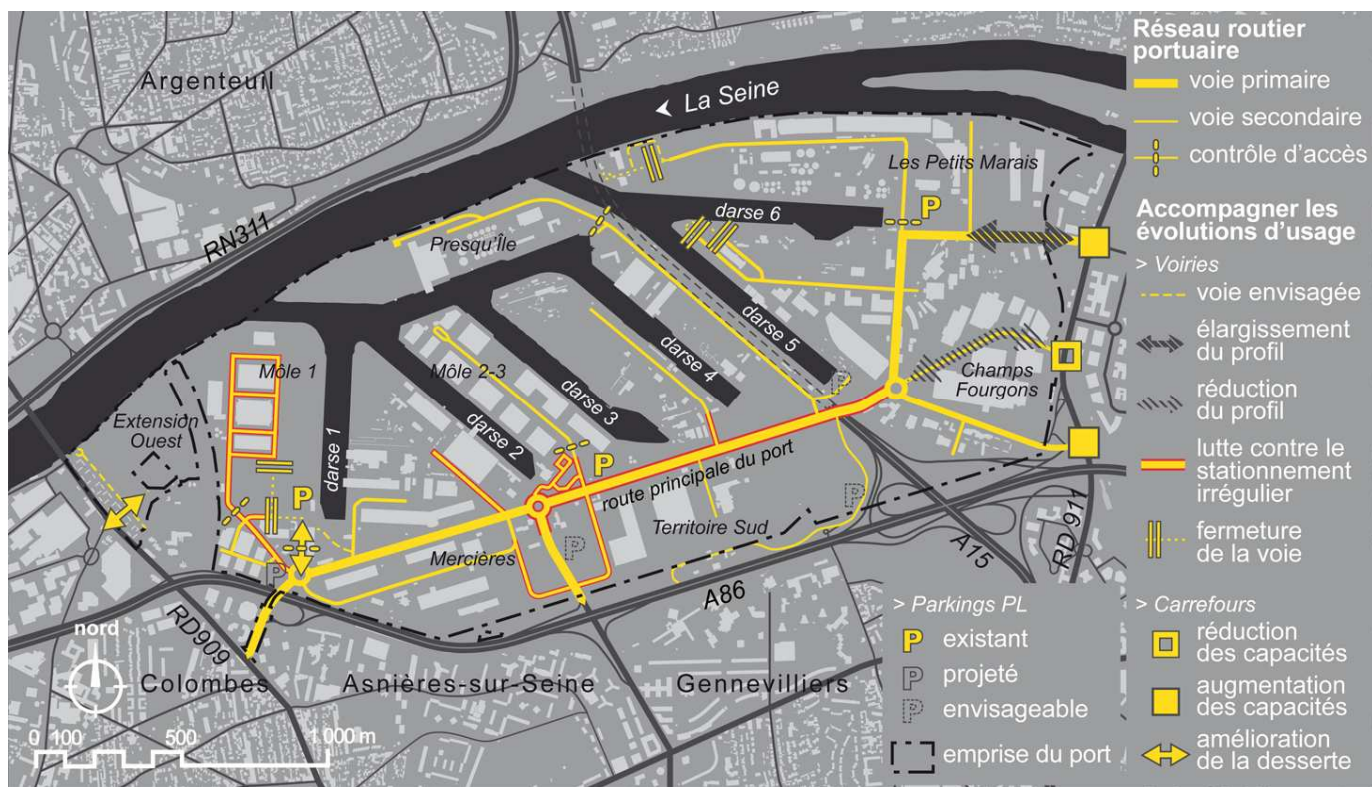 Argenteuil
RN311
La Seine
Les Petits Marais
Presqu'Île
darse 6
P
darse 5
darse 4
darse 3
Môle 2-3
darse 2
Môle 1
darse 1
Extension
Ouest
Champs
Fourgons
P
P
P
route principale du port
P
Territoire Sud
P
Mercières
P
A15
RD911
A86
RD909
nord
Colombes
Asnières-sur-Seine
Gennevilliers
0 100 500 1.000 m
Réseau routier
portuaire
voie primaire
voie secondaire
contrôle d'accès
Accompagner les
évolutions d'usage
> Voiries
voie envisagée
élargissement
du profil
réduction
du profil
lutte contre le
stationnement
irrégulier
fermeture
de la voie
> Parkings PL
P existant
P projeté
P envisageable
emprise du port
> Carrefours
réduction
des capacités
augmentation
des capacités
amélioration
de la desserte